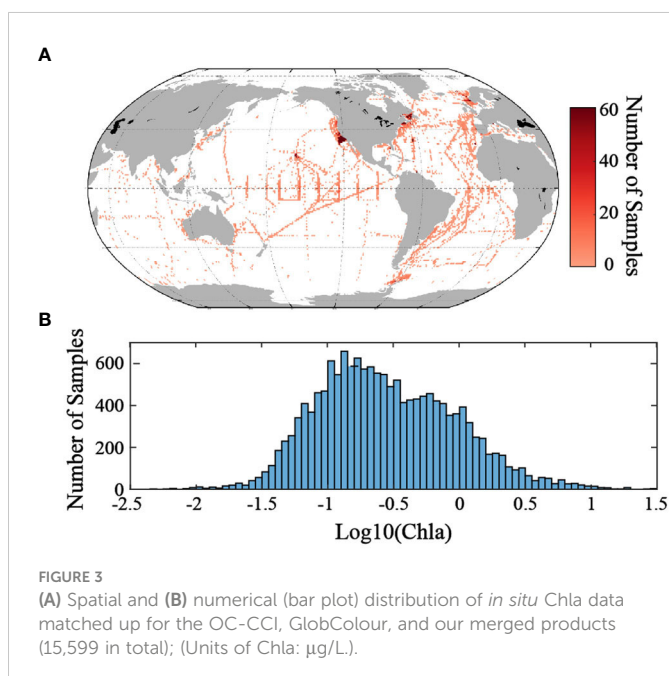 A
60
40
20
0
Number of Samples
B
600
400
200
0
Number of Samples
-2.5 -2 -1.5 -1 -0.5 0 0.5 1 1.5
Log10(Chla)
FIGURE 3
(A) Spatial and (B) numerical (bar plot) distribution of in situ Chla data
matched up for the OC-CCI, GlobColour, and our merged products
(15,599 in total); (Units of Chla: µg/L.).